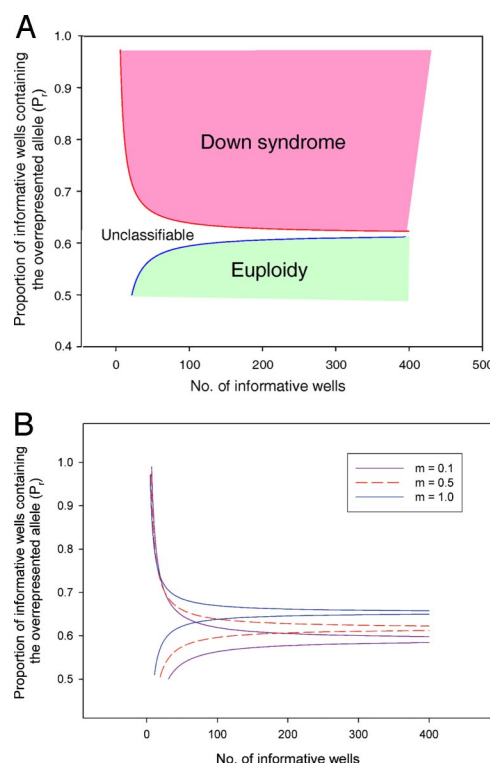 A
Proportion of informative wells containing
the overrepresented allele (Pr)
1.0
0.9
0.8
0.7
0.6
0.5
0.4
Down syndrome
Unclassifiable
Euploidy
0 100 200 300 400 500
No. of informative wells
B
Proportion of informative wells containing
the overrepresented allele (Pr)
1.0
0.9
0.8
0.7
0.6
0.5
m = 0.1
m = 0.5
m = 1.0
0 100 200 300 400
No. of informative wells